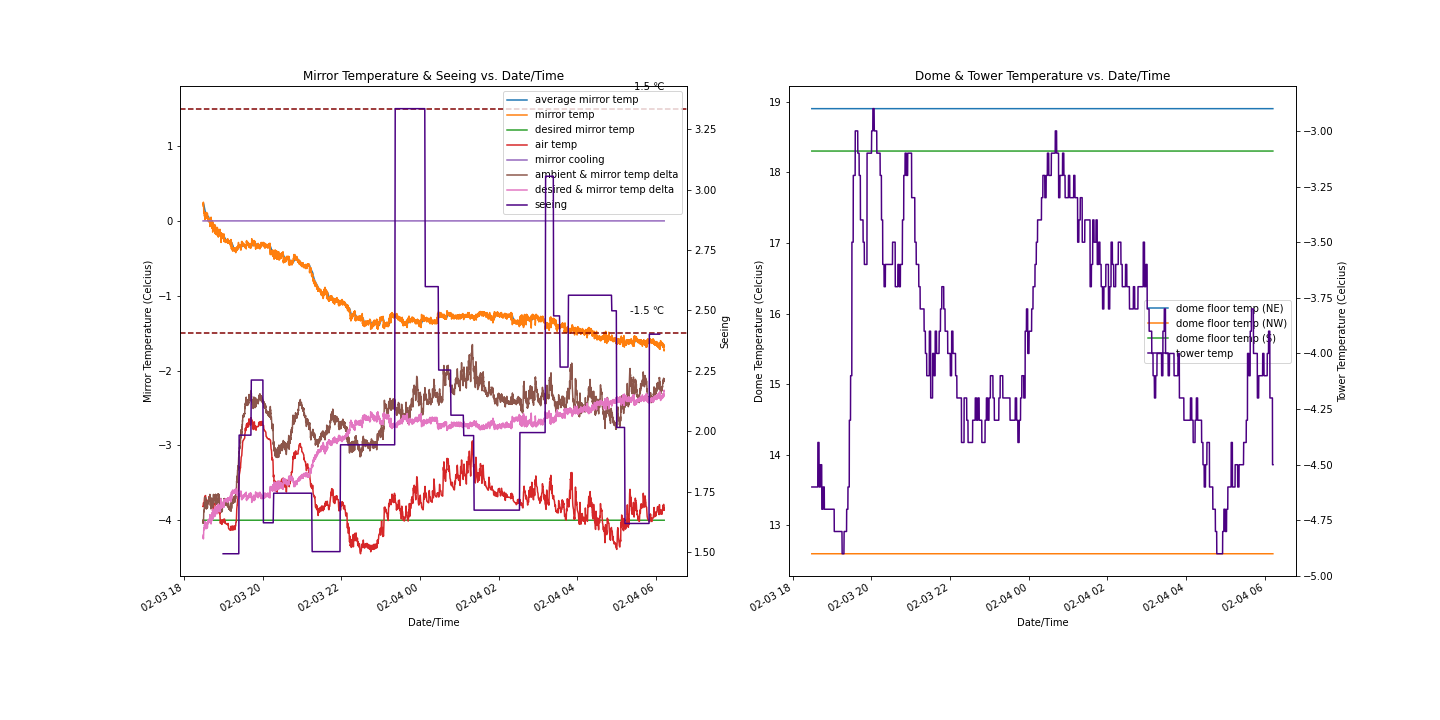 Mirror Temperature & Seeing vs. Date/Time
1.5 °C
average mirror temp
mirror temp
desired mirror temp
air temp
mirror cooling
ambient & mirror temp delta
desired & mirror temp delta
seeing
-1.5 °C
Mirror Temperature (Celcius)
1
0
−1
−2
−3
−4
Seeing
3.25
3.00
2.75
2.50
2.25
2.00
1.75
1.50
02-03 18
02-03 20
02-03 22
02-04 00
02-04 02
02-04 04
02-04 06
Date/Time
Dome & Tower Temperature vs. Date/Time
Dome Temperature (Celcius)
19
18
17
16
15
14
13
dome floor temp (NE)
dome floor temp (NW)
dome floor temp (S)
tower temp
Tower Temperature (Celcius)
−3.00
−3.25
−3.50
−3.75
−4.00
−4.25
−4.50
−4.75
−5.00
02-03 18
02-03 20
02-03 22
02-04 00
02-04 02
02-04 04
02-04 06
Date/Time